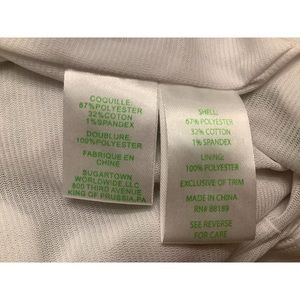 COQUILLE:
67%POLYESTER
32%COTON
1%SPANDEX
DOUBLURE:
100%POLYESTER
FABRIQUE EN
CHINE
SUGARTOWN
WORLDWIDE,LLC
800 THIRD AVENUE
KING OF PRUSSIA,PA
SHELL:
67% POLYESTER
32% COTTON
1% SPANDEX
LINING:
100% POLYESTER
EXCLUSIVE OF TRIM
MADE IN CHINA
RN# 88189
SEE REVERSE
FOR CARE